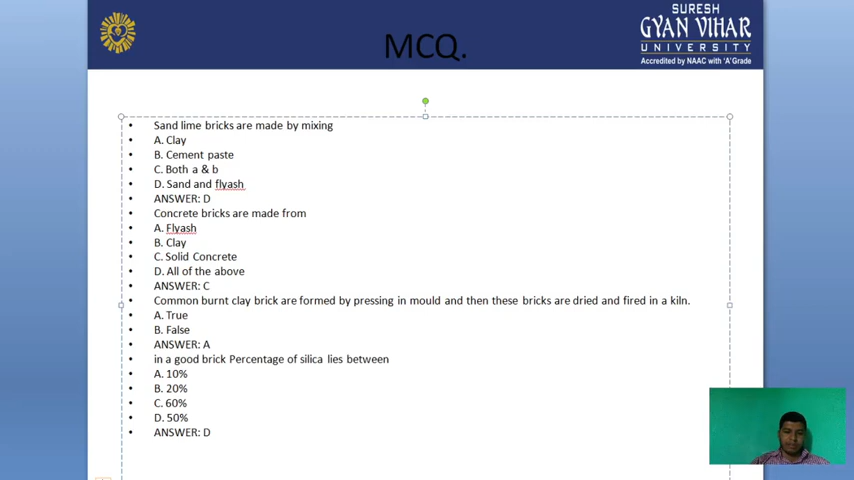 SURESH
GYAN VIHAR
UNIVERSITY
Accredited by NAAC with 'A' Grade
MCQ.
• Sand lime bricks are made by mixing
• A. Clay
• B. Cement paste
• C. Both a & b
• D. Sand and flyash
• ANSWER: D
• Concrete bricks are made from
• A. Flyash
• B. Clay
• C. Solid Concrete
• D. All of the above
• ANSWER: C
• Common burnt clay brick are formed by pressing in mould and then these bricks are dried and fired in a kiln.
• A. True
• B. False
• ANSWER: A
• in a good brick Percentage of silica lies between
• A. 10%
• B. 20%
• C. 60%
• D. 50%
• ANSWER: D